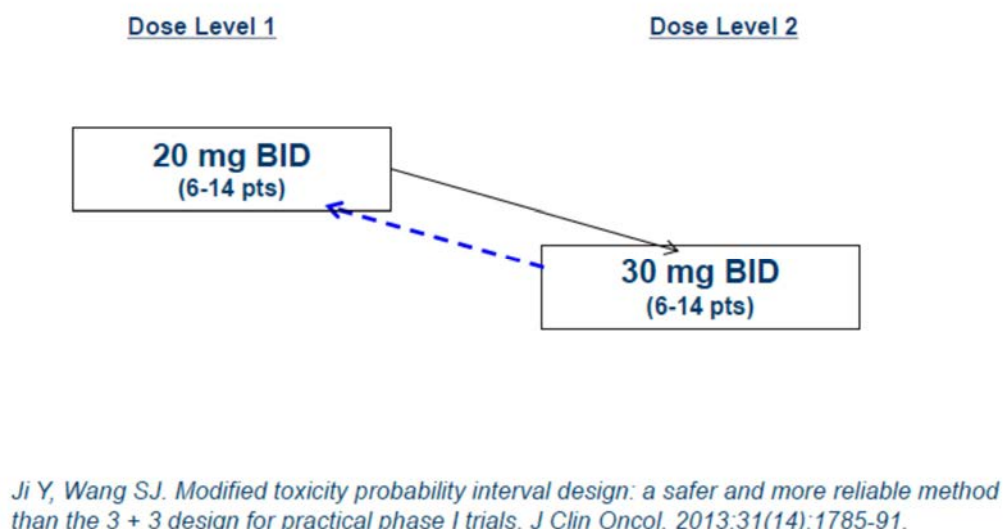 Dose Level 1
Dose Level 2
20 mg BID
(6-14 pts)
30 mg BID
(6-14 pts)
Ji Y, Wang SJ. Modified toxicity probability interval design: a safer and more reliable method
than the 3 + 3 design for practical phase I trials. J Clin Oncol. 2013;31(14):1785-91.